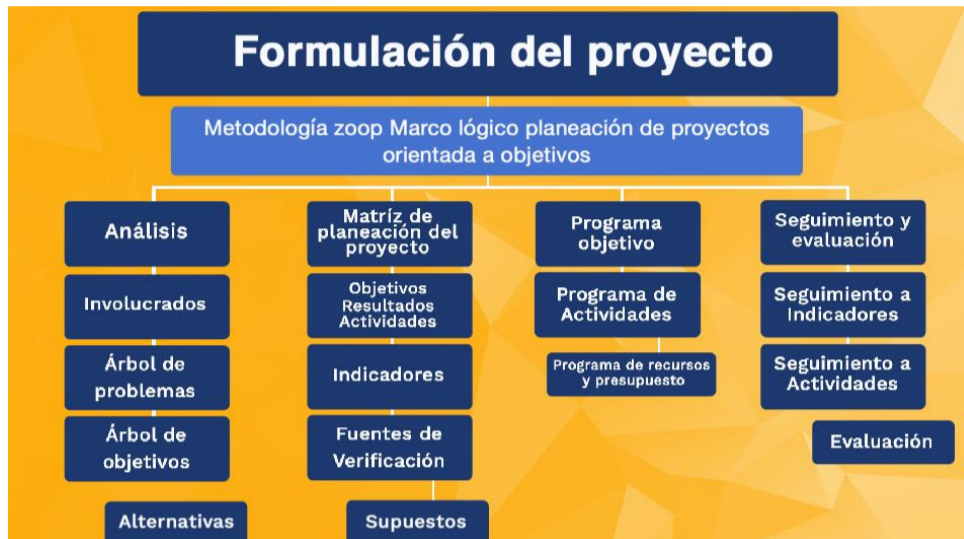 Formulación del proyecto
Metodología zoop Marco lógico planeación de proyectos
orientada a objetivos
Análisis
Involucrados
Árbol de
problemas
Árbol de
objetivos
Alternativas
Matríz de
planeación del
proyecto
Objetivos
Resultados
Actividades
Indicadores
Fuentes de
Verificación
Supuestos
Programa
objetivo
Programa de
Actividades
Programa de recursos
y presupuesto
Seguimiento y
evaluación
Seguimiento a
Indicadores
Seguimiento a
Actividades
Evaluación